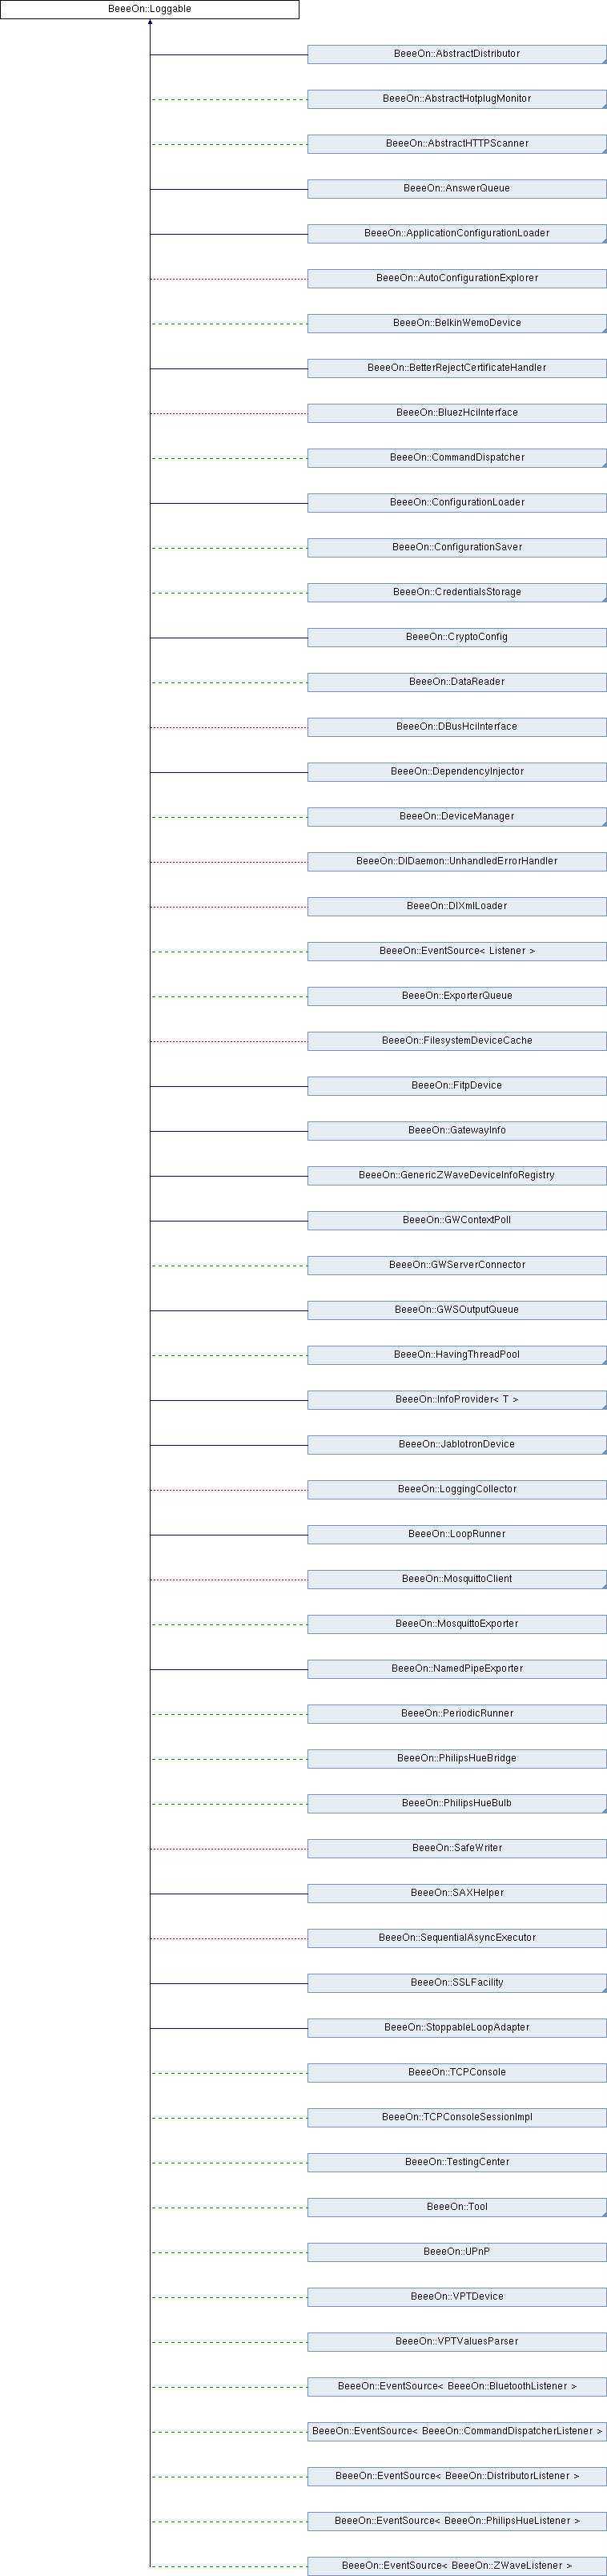 BeeeOn::Loggable
BeeeOn::AbstractDistributor
BeeeOn::AbstractHotplugMonitor
BeeeOn::AbstractHTTPScanner
BeeeOn::AnswerQueue
BeeeOn::ApplicationConfigurationLoader
BeeeOn::AutoConfigurationExplorer
BeeeOn::BelkinWemoDevice
BeeeOn::BetterRejectCertificateHandler
BeeeOn::BluezHciInterface
BeeeOn::CommandDispatcher
BeeeOn::ConfigurationLoader
BeeeOn::ConfigurationSaver
BeeeOn::CredentialsStorage
BeeeOn::CryptoConfig
BeeeOn::DataReader
BeeeOn::DBusHciInterface
BeeeOn::DependencyInjector
BeeeOn::DeviceManager
BeeeOn::DIDaemon::UnhandledErrorHandler
BeeeOn::DIXmlLoader
BeeeOn::EventSource< Listener >
BeeeOn::ExporterQueue
BeeeOn::FilesystemDeviceCache
BeeeOn::FitpDevice
BeeeOn::GatewayInfo
BeeeOn::GenericZWaveDeviceInfoRegistry
BeeeOn::GWContextPoll
BeeeOn::GWServerConnector
BeeeOn::GWSOutputQueue
BeeeOn::HavingThreadPool
BeeeOn::InfoProvider< T >
BeeeOn::JablotronDevice
BeeeOn::LoggingCollector
BeeeOn::LoopRunner
BeeeOn::MosquittoClient
BeeeOn::MosquittoExporter
BeeeOn::NamedPipeExporter
BeeeOn::PeriodicRunner
BeeeOn::PhilipsHueBridge
BeeeOn::PhilipsHueBulb
BeeeOn::SafeWriter
BeeeOn::SAXHelper
BeeeOn::SequentialAsyncExecutor
BeeeOn::SSLFacility
BeeeOn::StoppableLoopAdapter
BeeeOn::TCPConsole
BeeeOn::TCPConsoleSessionImpl
BeeeOn::TestingCenter
BeeeOn::Tool
BeeeOn::UPnP
BeeeOn::VPTDevice
BeeeOn::VPTValuesParser
BeeeOn::EventSource< BeeeOn::BluetoothListener >
BeeeOn::EventSource< BeeeOn::CommandDispatcherListener >
BeeeOn::EventSource< BeeeOn::DistributorListener >
BeeeOn::EventSource< BeeeOn::PhilipsHueListener >
BeeeOn::EventSource< BeeeOn::ZWaveListener >